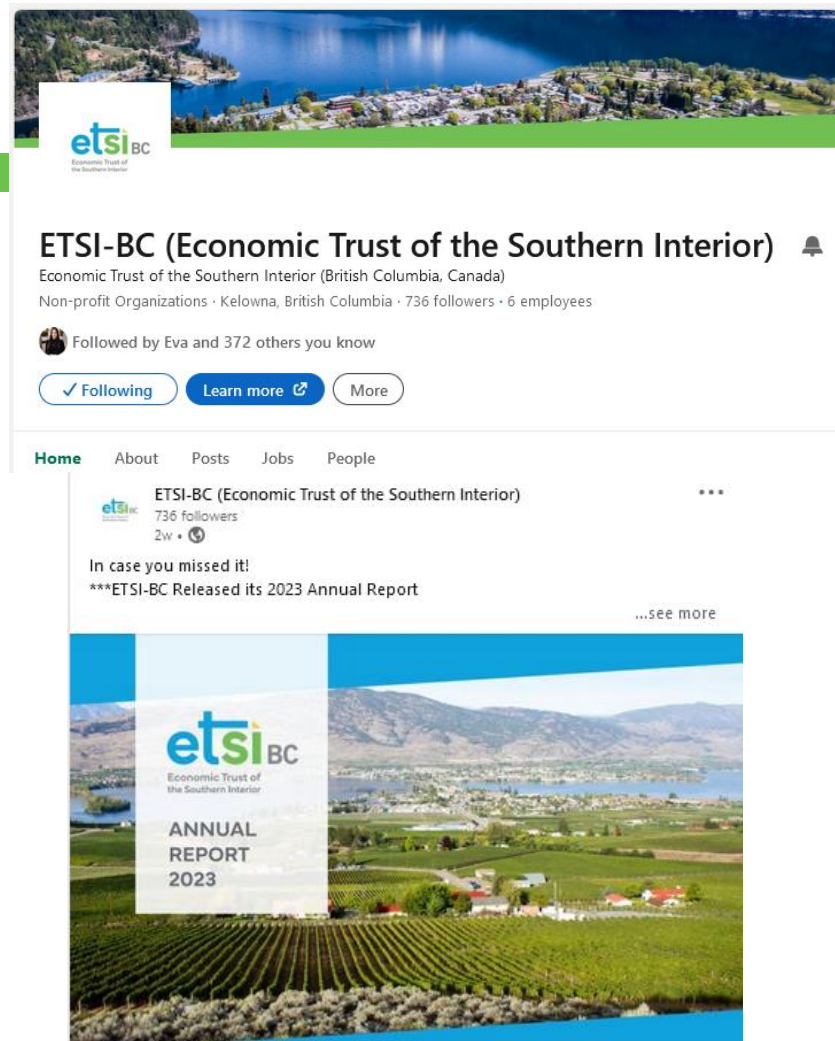 etsi BC
Economic Trust of
the Southern Interior
ETSI-BC (Economic Trust of the Southern Interior)
Economic Trust of the Southern Interior (British Columbia, Canada)
Non-profit Organizations · Kelowna, British Columbia · 736 followers · 6 employees
Followed by Eva and 372 others you know
Following
Learn more
More
Home About Posts Jobs People
etsi BC
ETSI-BC (Economic Trust of the Southern Interior)
736 followers
2w •
In case you missed it!
***ETSI-BC Released its 2023 Annual Report
...see more
etsi BC
Economic Trust of
the Southern Interior
ANNUAL
REPORT
2023